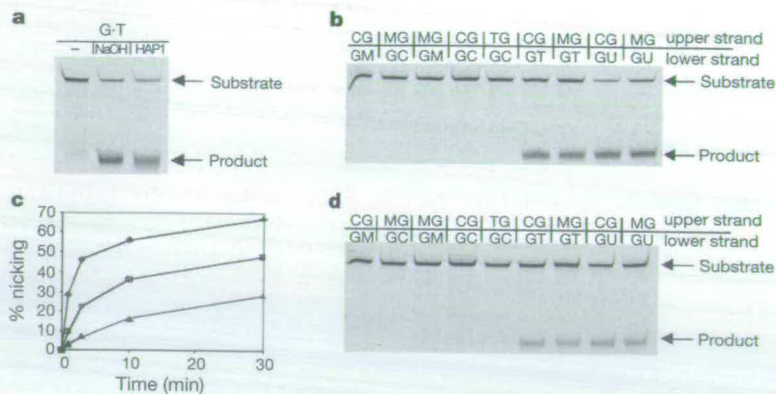 a
G·T
– NaOH HAP1
Substrate
Product
b
CG MG MG CG TG CG MG CG MG upper strand
GM GC GM GC GC GT GT GU GU lower strand
Substrate
Product
c
70
60
50
40
30
20
10
0
% nicking
0 10 20 30
Time (min)
d
CG MG MG CG TG CG MG CG MG upper strand
GM GC GM GC GC GT GT GU GU lower strand
Substrate
Product